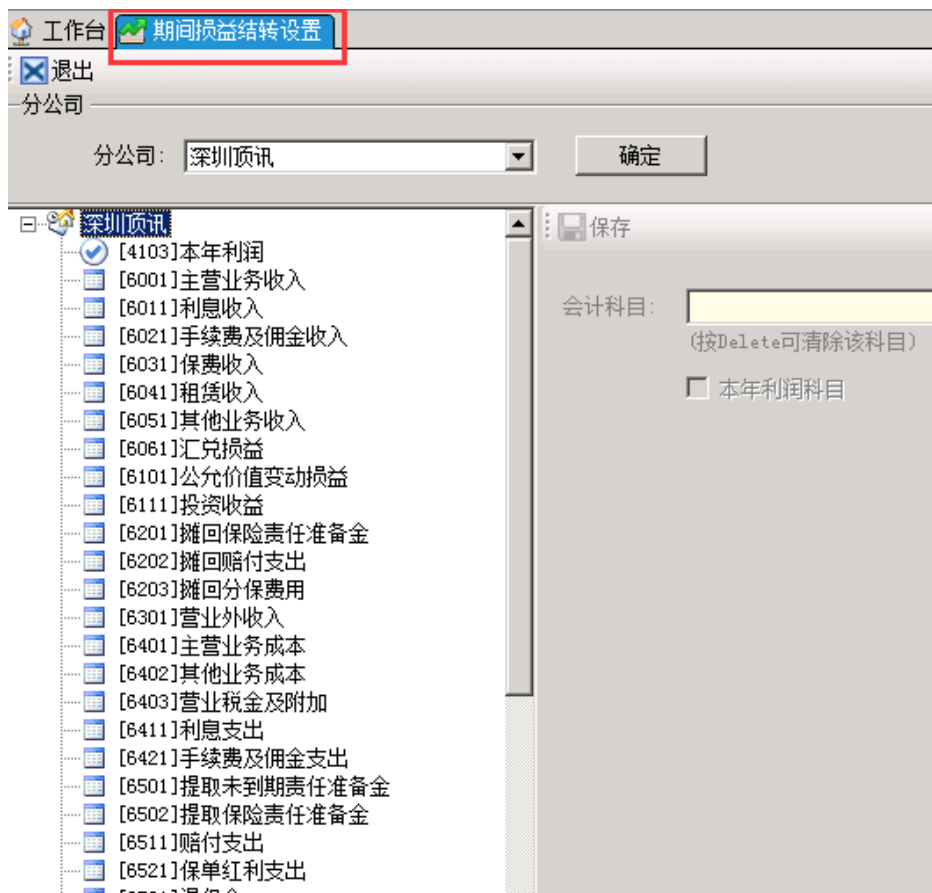 工作台 期间损益结转设置
退出
分公司
分公司: 深圳顶讯 确定
深圳顶讯
[4103]本年利润
[6001]主营业务收入
[6011]利息收入
[6021]手续费及佣金收入
[6031]保费收入
[6041]租赁收入
[6051]其他业务收入
[6061]汇兑损益
[6101]公允价值变动损益
[6111]投资收益
[6201]摊回保险责任准备金
[6202]摊回赔付支出
[6203]摊回分保费用
[6301]营业外收入
[6401]主营业务成本
[6402]其他业务成本
[6403]营业税金及附加
[6411]利息支出
[6421]手续费及佣金支出
[6501]提取未到期责任准备金
[6502]提取保险责任准备金
[6511]赔付支出
[6521]保单红利支出
保存
会计科目:
(按Delete可清除该科目)
本年利润科目